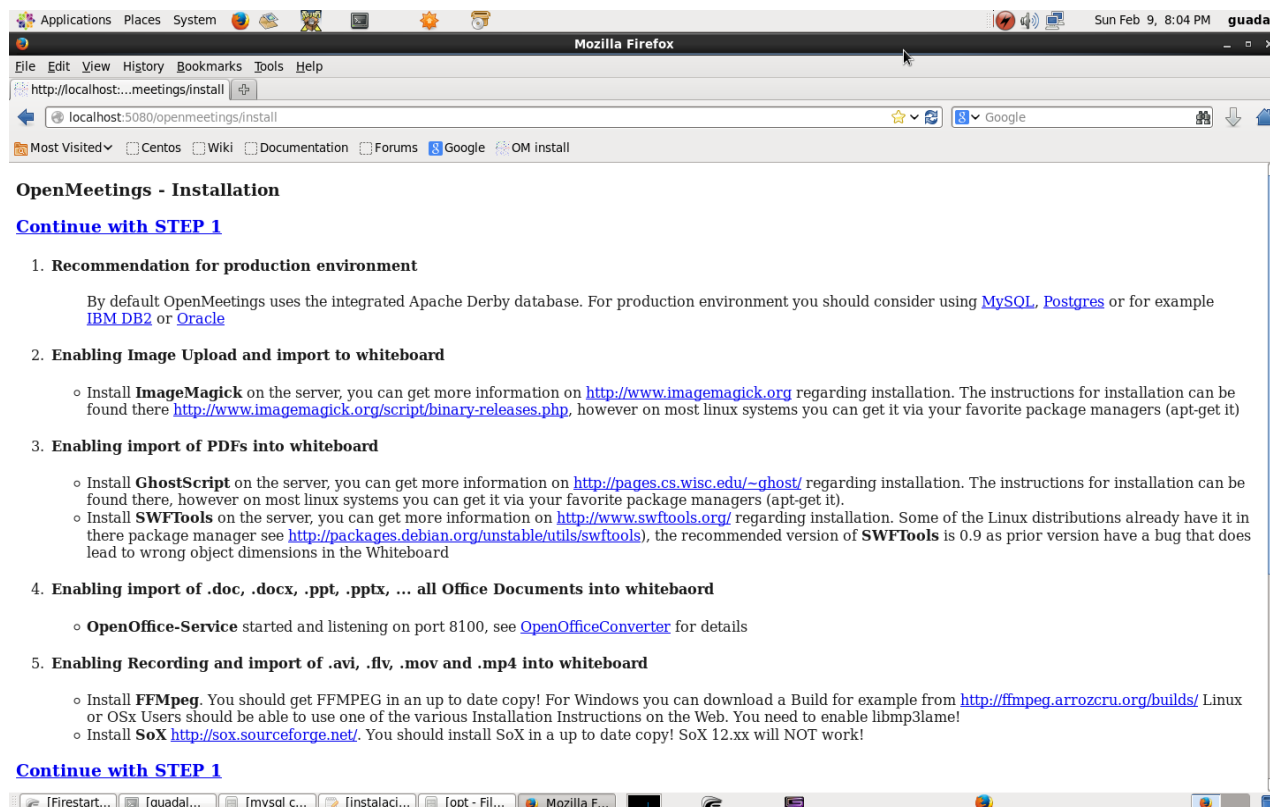 Applications Places System
Sun Feb 9, 8:04 PM guada
Mozilla Firefox
File Edit View History Bookmarks Tools Help
http://localhost:...meetings/install
localhost:5080/openmeetings/install
Google
Most Visited Centos Wiki Documentation Forums Google OM install
OpenMeetings - Installation
Continue with STEP 1
1. Recommendation for production environment
By default OpenMeetings uses the integrated Apache Derby database. For production environment you should consider using MySQL, Postgres or for example
IBM DB2 or Oracle
2. Enabling Image Upload and import to whiteboard
Install ImageMagick on the server, you can get more information on http://www.imagemagick.org regarding installation. The instructions for installation can be
found there http://www.imagemagick.org/script/binary-releases.php, however on most linux systems you can get it via your favorite package managers (apt-get it)
3. Enabling import of PDFs into whiteboard
Install GhostScript on the server, you can get more information on http://pages.cs.wisc.edu/~ghost/ regarding installation. The instructions for installation can be
found there, however on most linux systems you can get it via your favorite package managers (apt-get it).
Install SWFTools on the server, you can get more information on http://www.swftools.org/ regarding installation. Some of the Linux distributions already have it in
there package manager see http://packages.debian.org/unstable/utils/swftools), the recommended version of SWFTools is 0.9 as prior version have a bug that does
lead to wrong object dimensions in the Whiteboard
4. Enabling import of .doc, .docx, .ppt, .pptx, ... all Office Documents into whitebaord
OpenOffice-Service started and listening on port 8100, see OpenOfficeConverter for details
5. Enabling Recording and import of .avi, .flv, .mov and .mp4 into whiteboard
Install FFMpeg. You should get FFMPEG in an up to date copy! For Windows you can download a Build for example from http://ffmpeg.arrozcru.org/builds/ Linux
or OSx Users should be able to use one of the various Installation Instructions on the Web. You need to enable libmp3lame!
Install SoX http://sox.sourceforge.net/. You should install SoX in a up to date copy! SoX 12.xx will NOT work!
Continue with STEP 1
[Firestart... [guadal... [mysql c... [instalaci... [opt - Fil... Mozilla F...